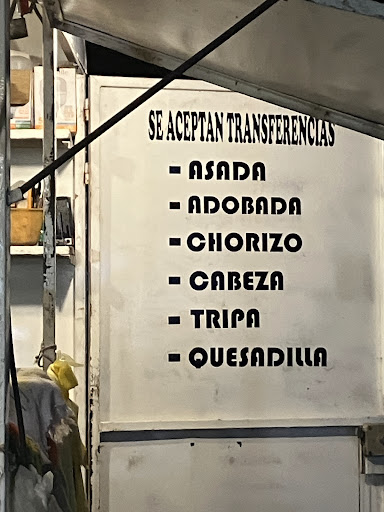 SE ACEPTAN TRANSFERENCIAS
- ASADA
- ADOBADA
- CHORIZO
- CABEZA
- TRIPA
- QUESADILLA